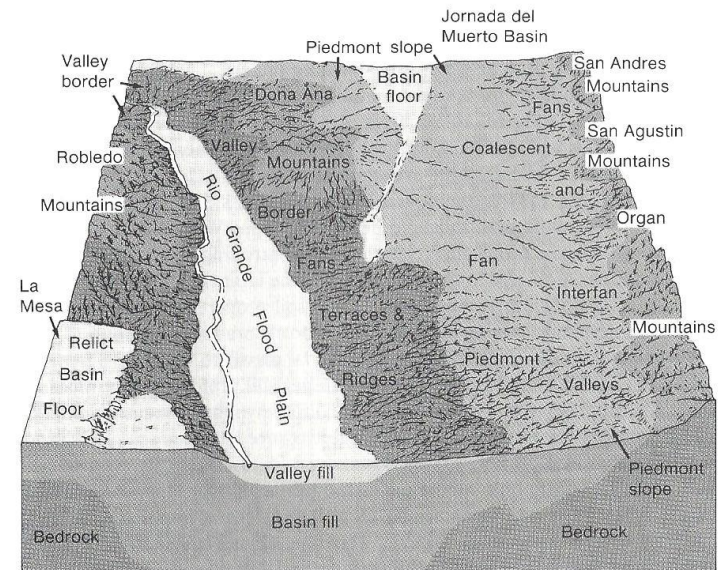 Jornada del
Muerto Basin
Piedmont slope
Valley
border
San Andres
Mountains
Basin
floor
Dona Ana
Fans
San Agustin
Mountains
Valley
Coalescent
Robledo
Mountains
Mountains
and
Rio
Grande
Flood
Plain
Border
Organ
Fans
Fan
La
Mesa
Interfan
Terraces &
Mountains
Relict
Basin
Floor
Piedmont
Ridges
Valleys
Valley fill
Piedmont
slope
Basin fill
Bedrock
Bedrock